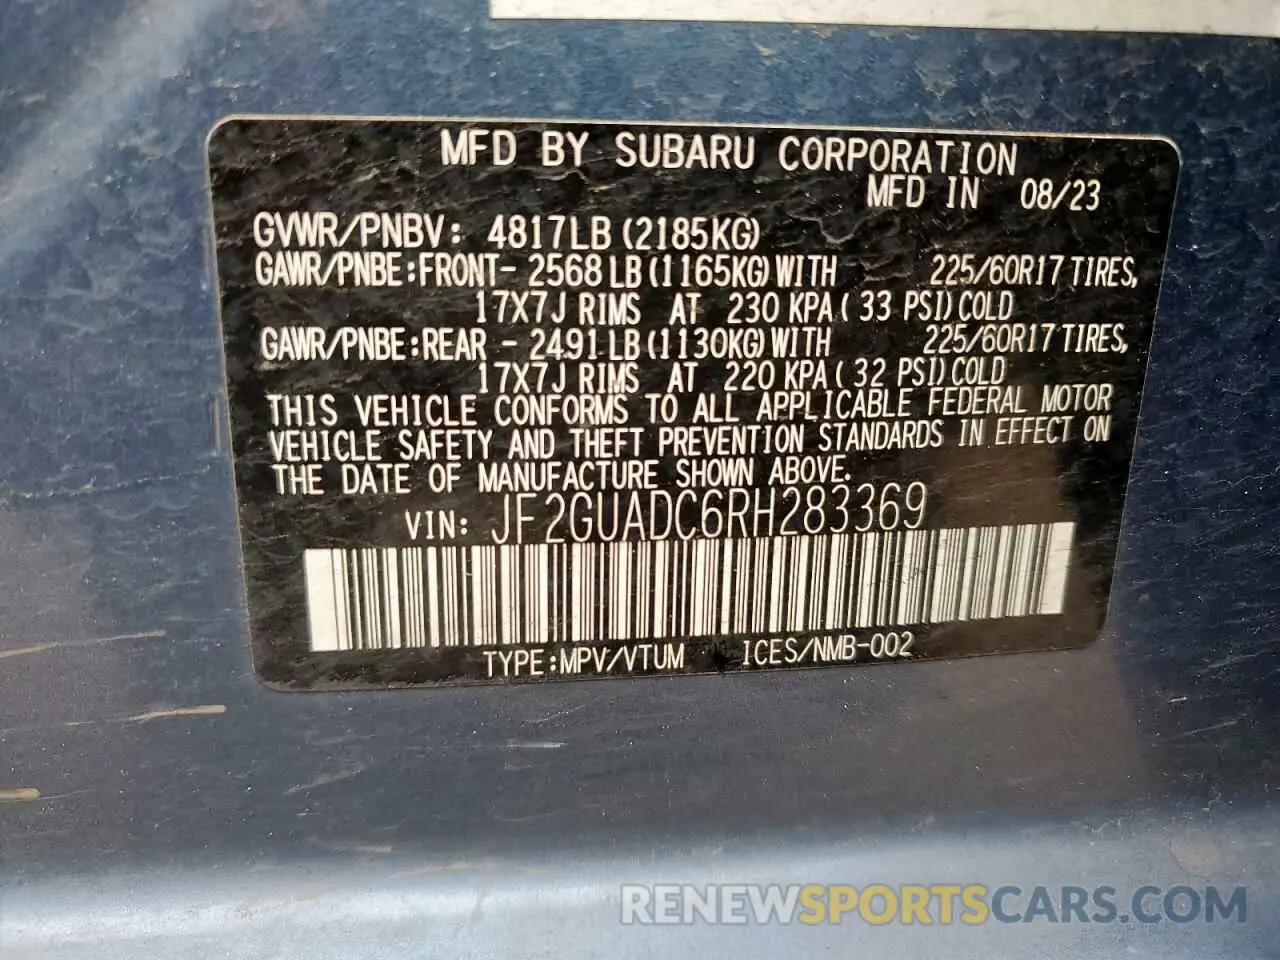 MFD BY SUBARU CORPORATION
MFD IN 08/23
GVWR/PNBV: 4817LB (2185KG)
GAWR/PNBE:FRONT- 2568 LB (1165KG) WITH 225/60R17 TIRES,
17X7J RIMS AT 230 KPA ( 33 PSI) COLD
GAWR/PNBE:REAR - 2491 LB (1130KG) WITH 225/60R17 TIRES,
17X7J RIMS AT 220 KPA ( 32 PSI) COLD
THIS VEHICLE CONFORMS TO ALL APPLICABLE FEDERAL MOTOR
VEHICLE SAFETY AND THEFT PREVENTION STANDARDS IN EFFECT ON
THE DATE OF MANUFACTURE SHOWN ABOVE.
VIN: JF2GUADC6RH283369
TYPE:MPV/VTUM ICES/NMB-002
RENEWSPORTSCARS.COM